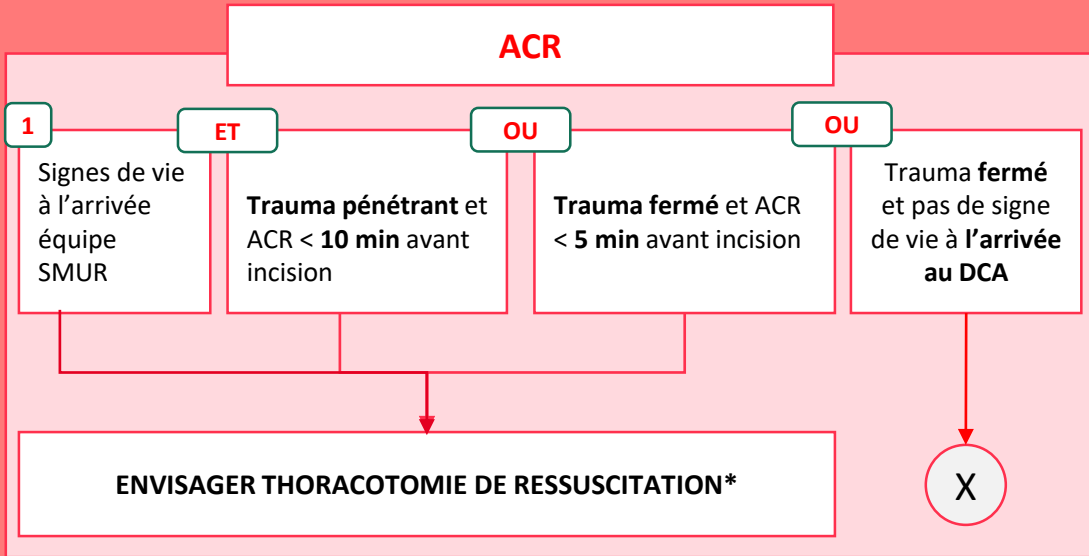 ACR
1
ET
OU
OU
Signes de vie
à l’arrivée
équipe
SMUR
Trauma pénétrant et
ACR < 10 min avant
incision
Trauma fermé et ACR
< 5 min avant incision
Trauma fermé
et pas de signe
de vie à l’arrivée
au DCA
ENVISAGER THORACOTOMIE DE RESSUSCITATION*
X